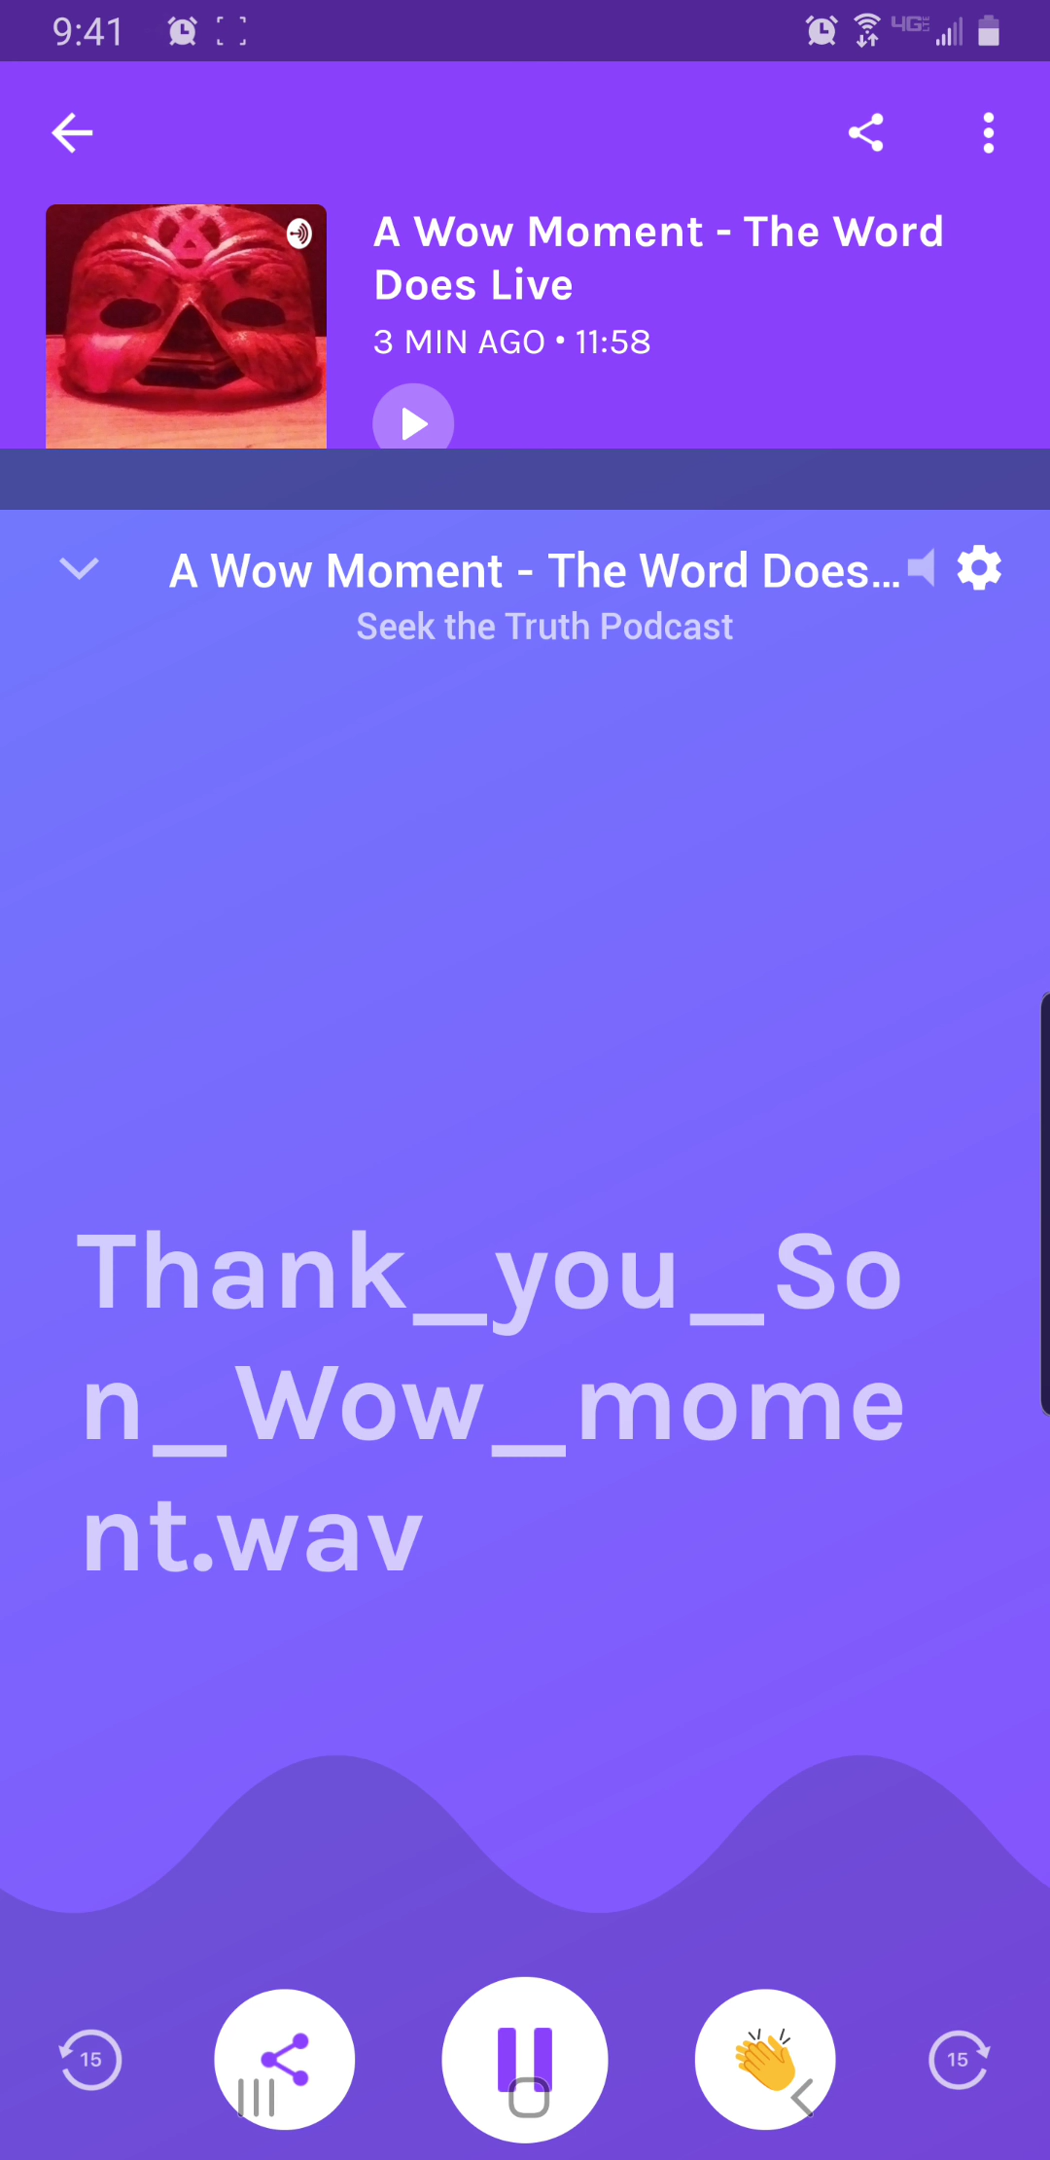 9:41 4G LTE
A Wow Moment - The Word
Does Live
3 MIN AGO • 11:58
A Wow Moment - The Word Does...
Seek the Truth Podcast
Thank_you_So
n_Wow_mome
nt.wav
15 15